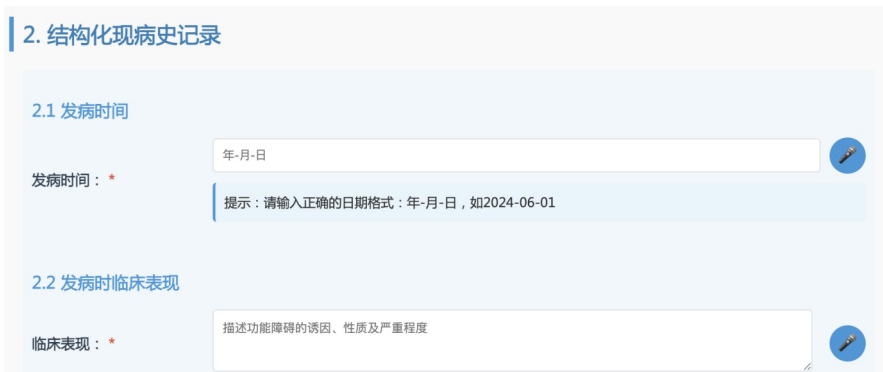 2. 结构化现病史记录
2.1 发病时间
年-月-日
发病时间：*
提示：请输入正确的日期格式：年-月-日，如2024-06-01
2.2 发病时临床表现
描述功能障碍的诱因、性质及严重程度
临床表现：*